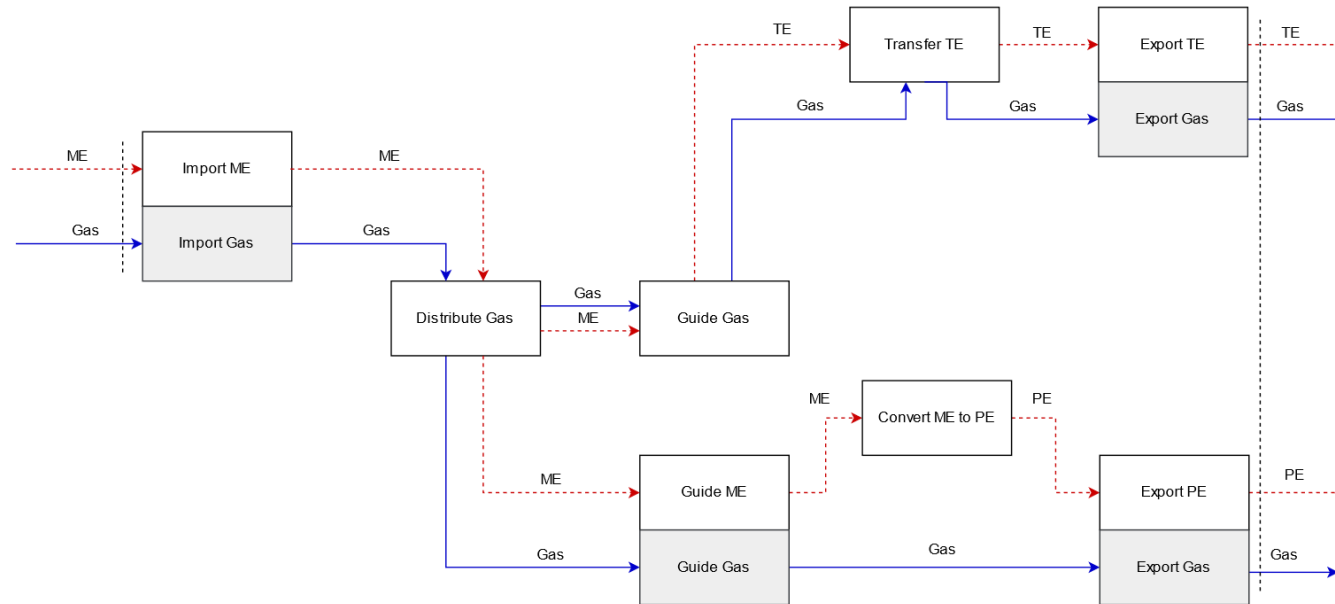 TE
Transfer TE
TE
Export TE
TE
Gas
Gas
Export Gas
Gas
ME
Import ME
ME
Gas
Import Gas
Gas
Distribute Gas
Gas
ME
Guide Gas
ME
Convert ME to PE
PE
ME
Guide ME
Export PE
PE
Gas
Guide Gas
Gas
Export Gas
Gas